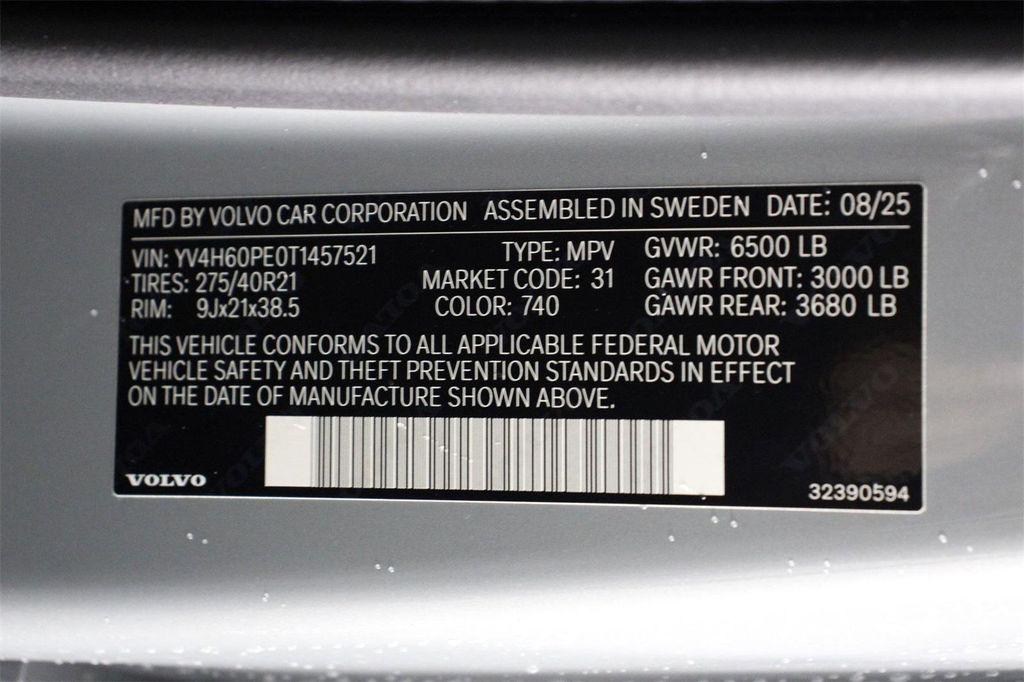 MFD BY VOLVO CAR CORPORATION ASSEMBLED IN SWEDEN DATE: 08/25
VIN: YV4H60PE0T1457521 TYPE: MPV GVWR: 6500 LB
TIRES: 275/40R21 MARKET CODE: 31 GAWR FRONT: 3000 LB
RIM: 9Jx21x38.5 COLOR: 740 GAWR REAR: 3680 LB
THIS VEHICLE CONFORMS TO ALL APPLICABLE FEDERAL MOTOR
VEHICLE SAFETY AND THEFT PREVENTION STANDARDS IN EFFECT
ON THE DATE OF MANUFACTURE SHOWN ABOVE.
VOLVO 32390594